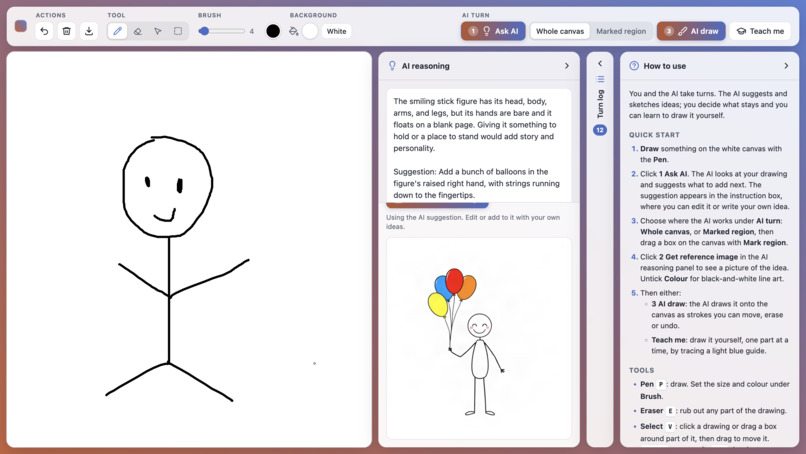 ACTIONS
TOOL
BRUSH
BACKGROUND
AI TURN
4
White
1 Ask AI
Whole canvas
Marked region
3 AI draw
Teach me
AI reasoning
The smiling stick figure has its head, body,
arms, and legs, but its hands are bare and it
floats on a blank page. Giving it something to
hold or a place to stand would add story and
personality.
Suggestion: Add a bunch of balloons in the
figure's raised right hand, with strings running
down to the fingertips.
Using the AI suggestion. Edit or add to it with your own
ideas.
Turn log
12
How to use
You and the AI take turns. The AI suggests and
sketches ideas; you decide what stays and you
can learn to draw it yourself.
QUICK START
1. Draw something on the white canvas with
the Pen.
2. Click 1 Ask AI. The AI looks at your drawing
and suggests what to add next. The
suggestion appears in the instruction box,
where you can edit it or write your own idea.
3. Choose where the AI works under AI turn:
Whole canvas, or Marked region, then
drag a box on the canvas with Mark region.
4. Click 2 Get reference image in the AI
reasoning panel to see a picture of the idea.
Untick Colour for black-and-white line art.
5. Then either:
3 AI draw: the AI draws it onto the
canvas as strokes you can move, erase
or undo.
Teach me: draw it yourself, one part at a
time, by tracing a light blue guide.
TOOLS
Pen P : draw. Set the size and colour under
Brush.
Eraser E : rub out any part of the drawing.
Select V : click a drawing or drag a box
around part of it, then drag to move it.